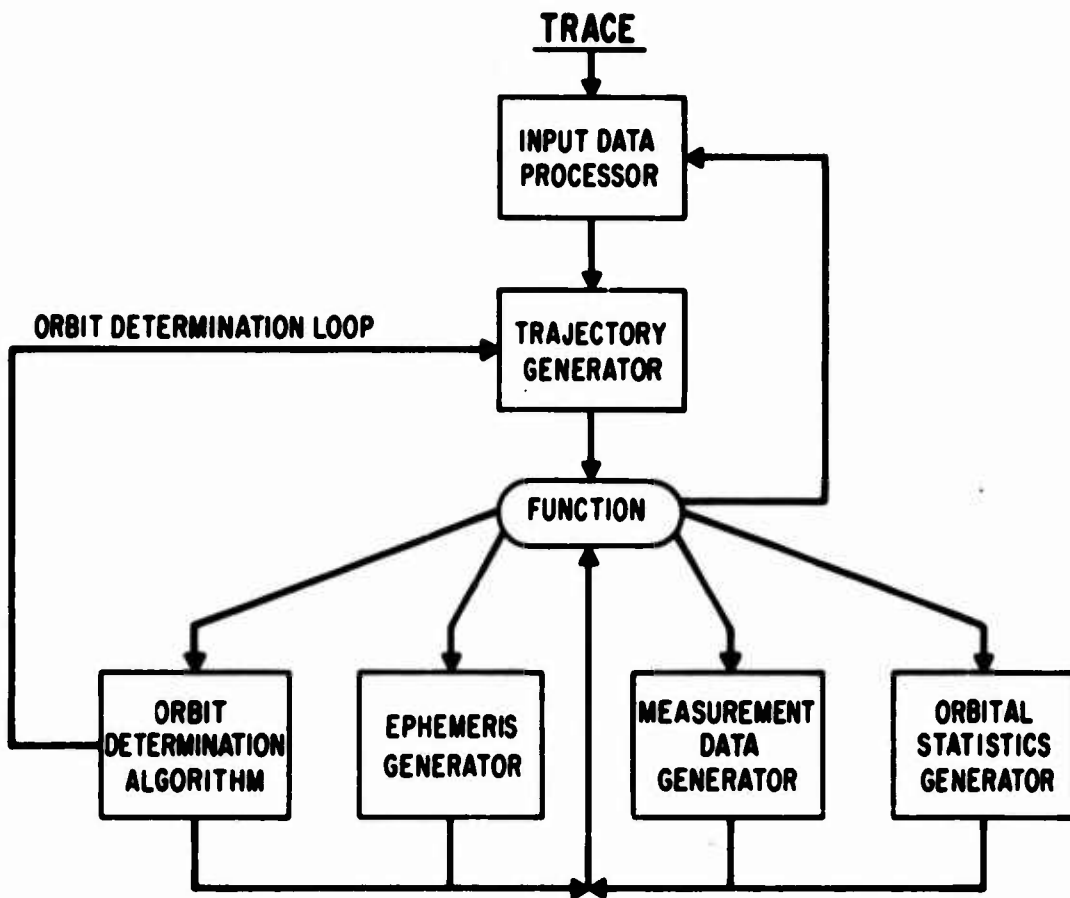 TRACE
INPUT DATA
PROCESSOR
ORBIT DETERMINATION LOOP
TRAJECTORY
GENERATOR
FUNCTION
ORBIT
DETERMINATION
ALGORITHM
EPHEMERIS
GENERATOR
MEASUREMENT
DATA
GENERATOR
ORBITAL
STATISTICS
GENERATOR